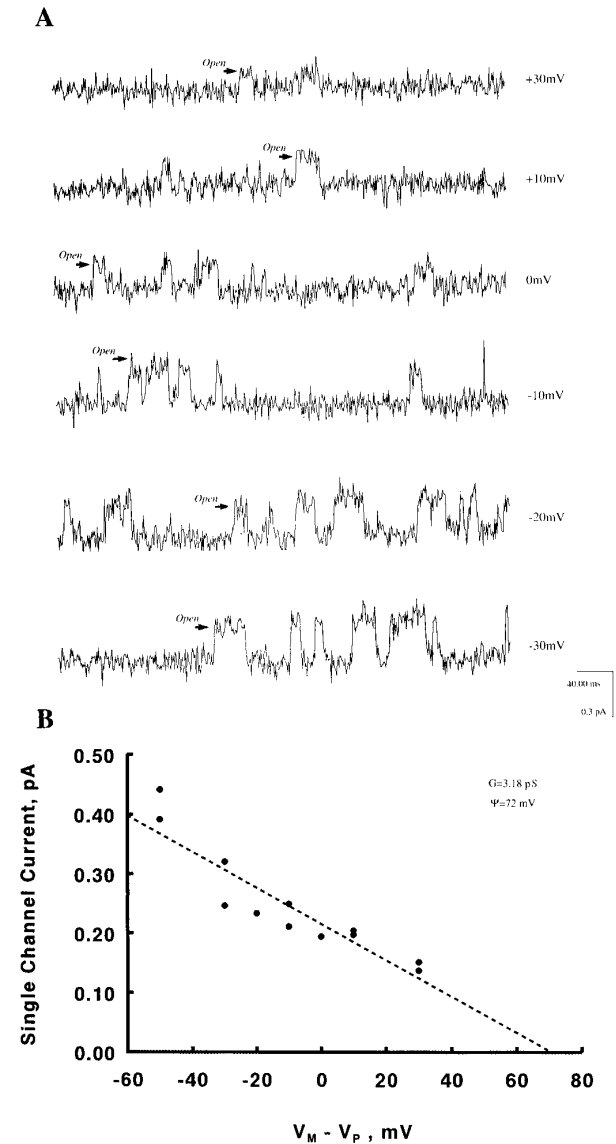 A
Open
+30mV
Open
+10mV
Open
0mV
Open
-10mV
Open
-20mV
Open
-30mV
40.00 ms
0.3 pA
B
Single Channel Current, pA
0.50
0.40
0.30
0.20
0.10
0.00
G=3.18 pS
Ψ=72 mV
-60 -40 -20 0 20 40 60 80
VM - VP , mV